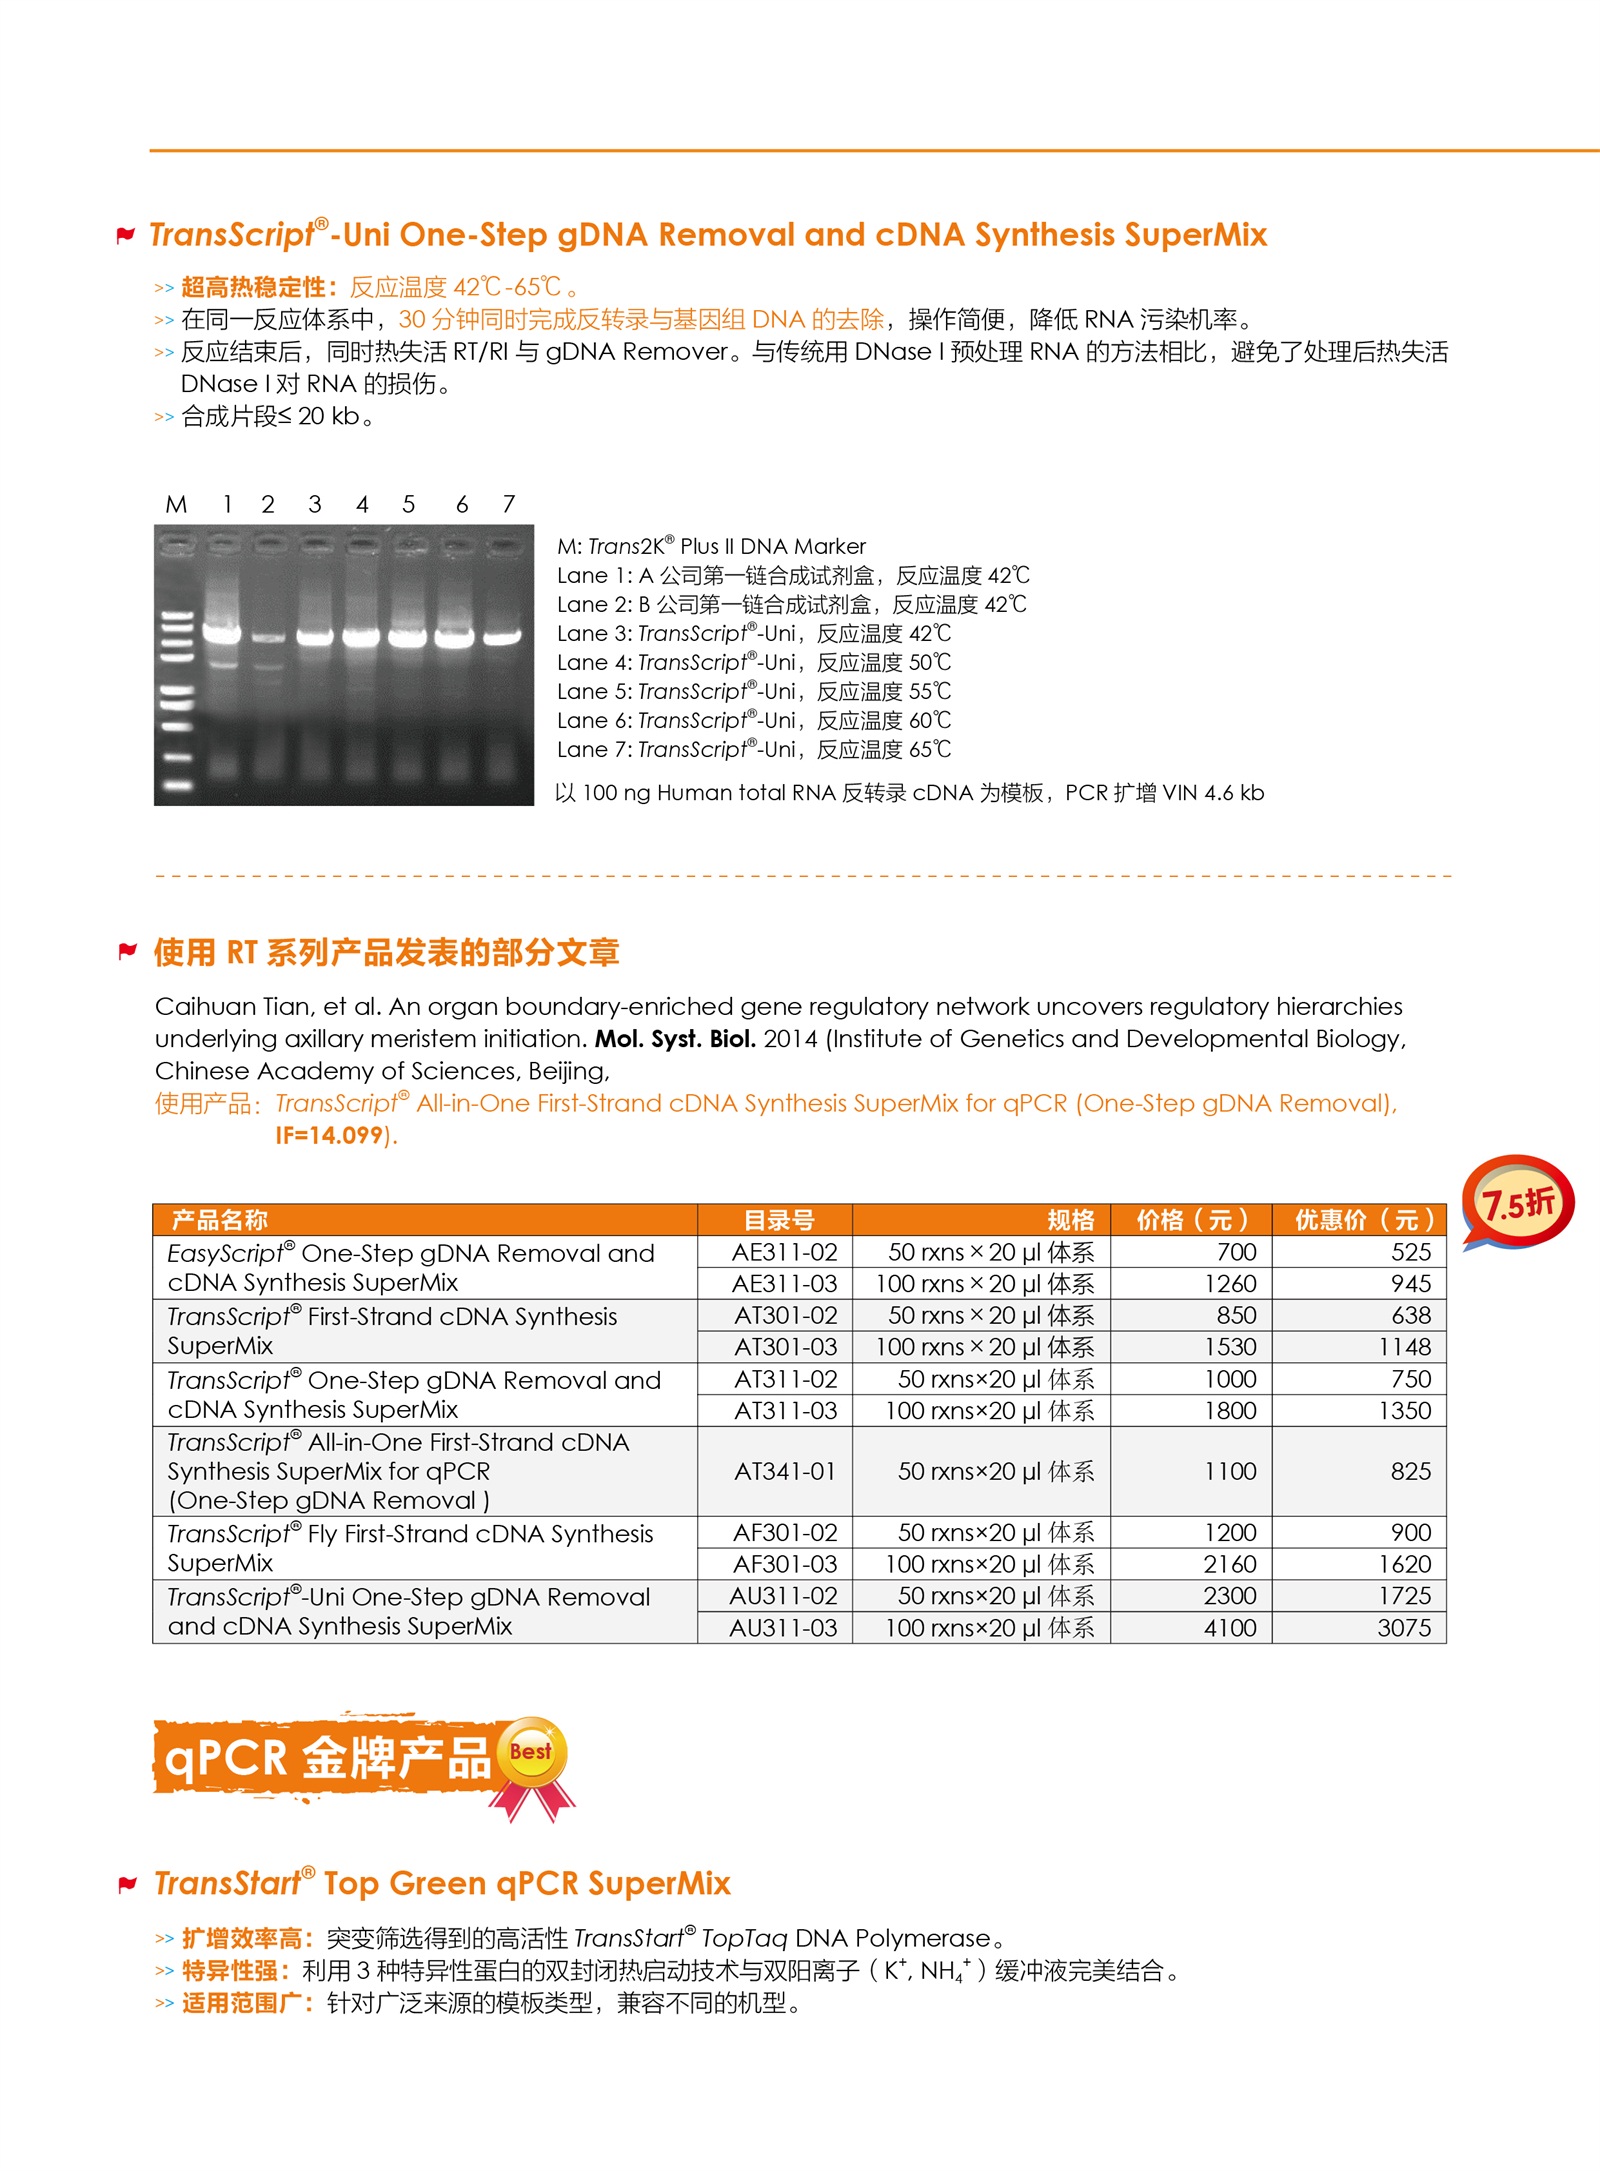 TransScript®-Uni One-Step gDNA Removal and cDNA Synthesis SuperMix
>> 超高热稳定性：反应温度 42℃-65℃。
>> 在同一反应体系中，30 分钟同时完成反转录与基因组 DNA 的去除，操作简便，降低 RNA 污染机率。
>> 反应结束后，同时热失活 RT/RI 与 gDNA Remover。与传统用 DNase I 预处理 RNA 的方法相比，避免了处理后热失活
DNase I 对 RNA 的损伤。
>> 合成片段≤ 20 kb。
M 1 2 3 4 5 6 7
M: Trans2K® Plus II DNA Marker
Lane 1: A 公司第一链合成试剂盒，反应温度 42℃
Lane 2: B 公司第一链合成试剂盒，反应温度 42℃
Lane 3: TransScript®-Uni，反应温度 42℃
Lane 4: TransScript®-Uni，反应温度 50℃
Lane 5: TransScript®-Uni，反应温度 55℃
Lane 6: TransScript®-Uni，反应温度 60℃
Lane 7: TransScript®-Uni，反应温度 65℃
以 100 ng Human total RNA 反转录 cDNA 为模板，PCR 扩增 VIN 4.6 kb
使用 RT 系列产品发表的部分文章
Caihuan Tian, et al. An organ boundary-enriched gene regulatory network uncovers regulatory hierarchies
underlying axillary meristem initiation. Mol. Syst. Biol. 2014 (Institute of Genetics and Developmental Biology,
Chinese Academy of Sciences, Beijing,
使用产品：TransScript® All-in-One First-Strand cDNA Synthesis SuperMix for qPCR (One-Step gDNA Removal),
IF=14.099).
7.5折
产品名称 目录号 规格 价格（元） 优惠价（元）
EasyScript® One-Step gDNA Removal and AE311-02 50 rxns × 20 μl 体系 700 525
cDNA Synthesis SuperMix AE311-03 100 rxns × 20 μl 体系 1260 945
TransScript® First-Strand cDNA Synthesis AT301-02 50 rxns × 20 μl 体系 850 638
SuperMix AT301-03 100 rxns × 20 μl 体系 1530 1148
TransScript® One-Step gDNA Removal and AT311-02 50 rxns×20 μl 体系 1000 750
cDNA Synthesis SuperMix AT311-03 100 rxns×20 μl 体系 1800 1350
TransScript® All-in-One First-Strand cDNA
Synthesis SuperMix for qPCR AT341-01 50 rxns×20 μl 体系 1100 825
(One-Step gDNA Removal )
TransScript® Fly First-Strand cDNA Synthesis AF301-02 50 rxns×20 μl 体系 1200 900
SuperMix AF301-03 100 rxns×20 μl 体系 2160 1620
TransScript®-Uni One-Step gDNA Removal AU311-02 50 rxns×20 μl 体系 2300 1725
and cDNA Synthesis SuperMix AU311-03 100 rxns×20 μl 体系 4100 3075
qPCR 金牌产品 Best
TransStart® Top Green qPCR SuperMix
>> 扩增效率高：突变筛选得到的高活性 TransStart® TopTaq DNA Polymerase。
>> 特异性强：利用 3 种特异性蛋白的双封闭热启动技术与双阳离子（K⁺, NH₄⁺）缓冲液完美结合。
>> 适用范围广：针对广泛来源的模板类型，兼容不同的机型。